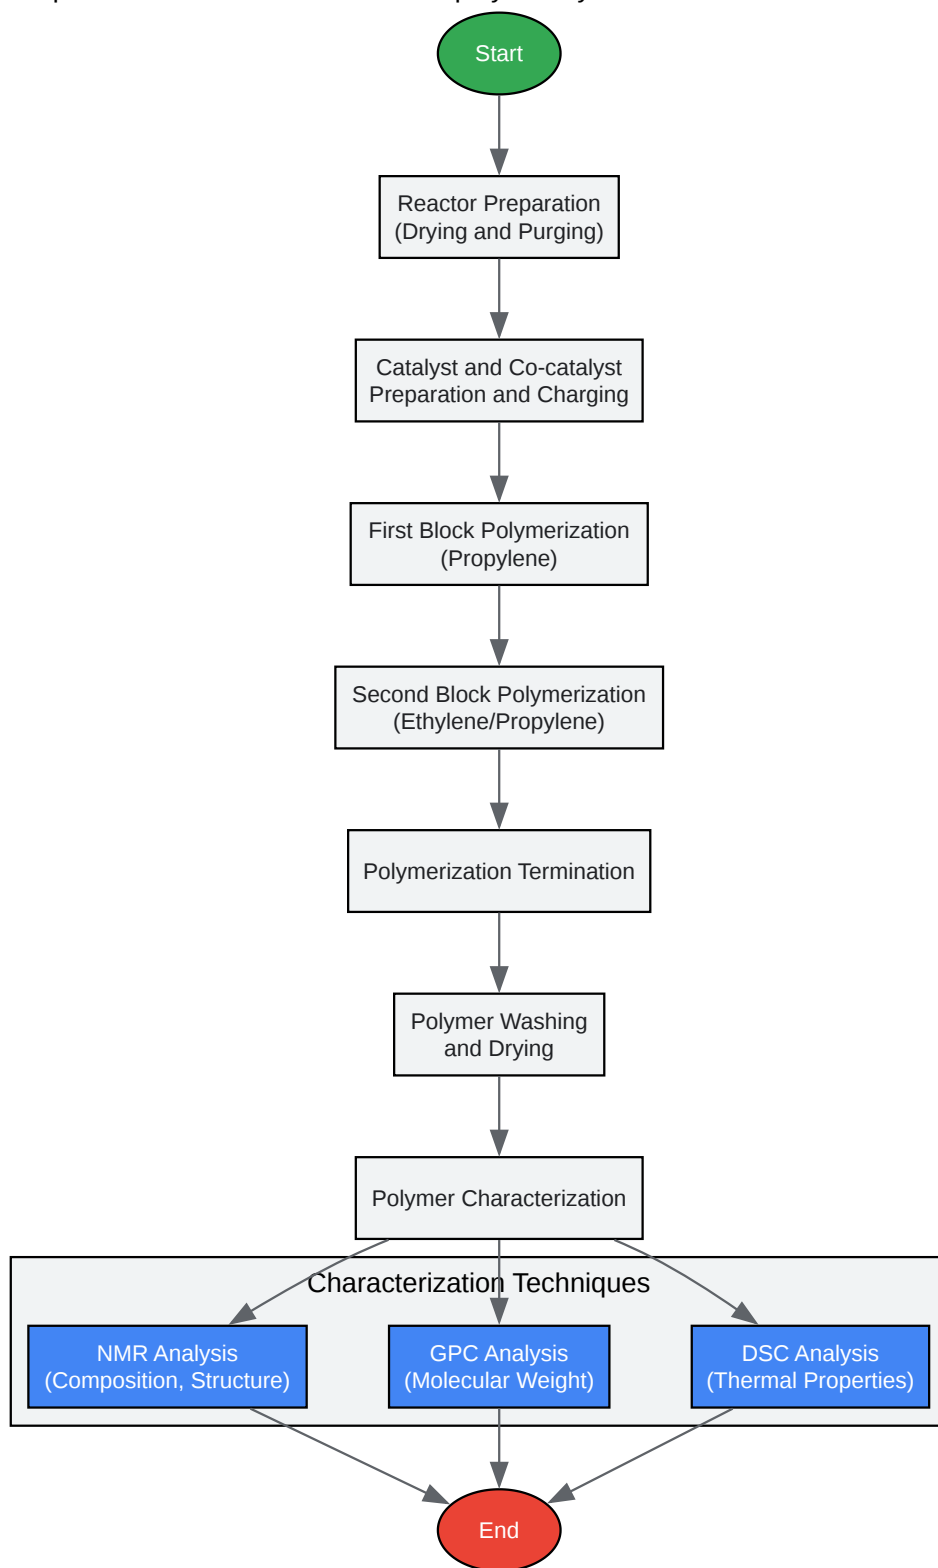 Start
Reactor Preparation
(Drying and Purging)
Catalyst and Co-catalyst
Preparation and Charging
First Block Polymerization
(Propylene)
Second Block Polymerization
(Ethylene/Propylene)
Polymerization Termination
Polymer Washing
and Drying
Polymer Characterization
Characterization Techniques
NMR Analysis
(Composition, Structure)
GPC Analysis
(Molecular Weight)
DSC Analysis
(Thermal Properties)
End